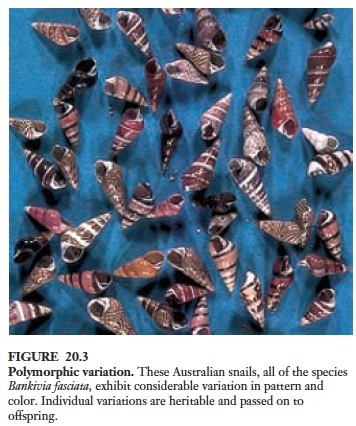 FIGURE 20.3
Polymorphic variation. These Australian snails, all of the species
Bankivia fasciata, exhibit considerable variation in pattern and
color. Individual variations are heritable and passed on to
offspring.